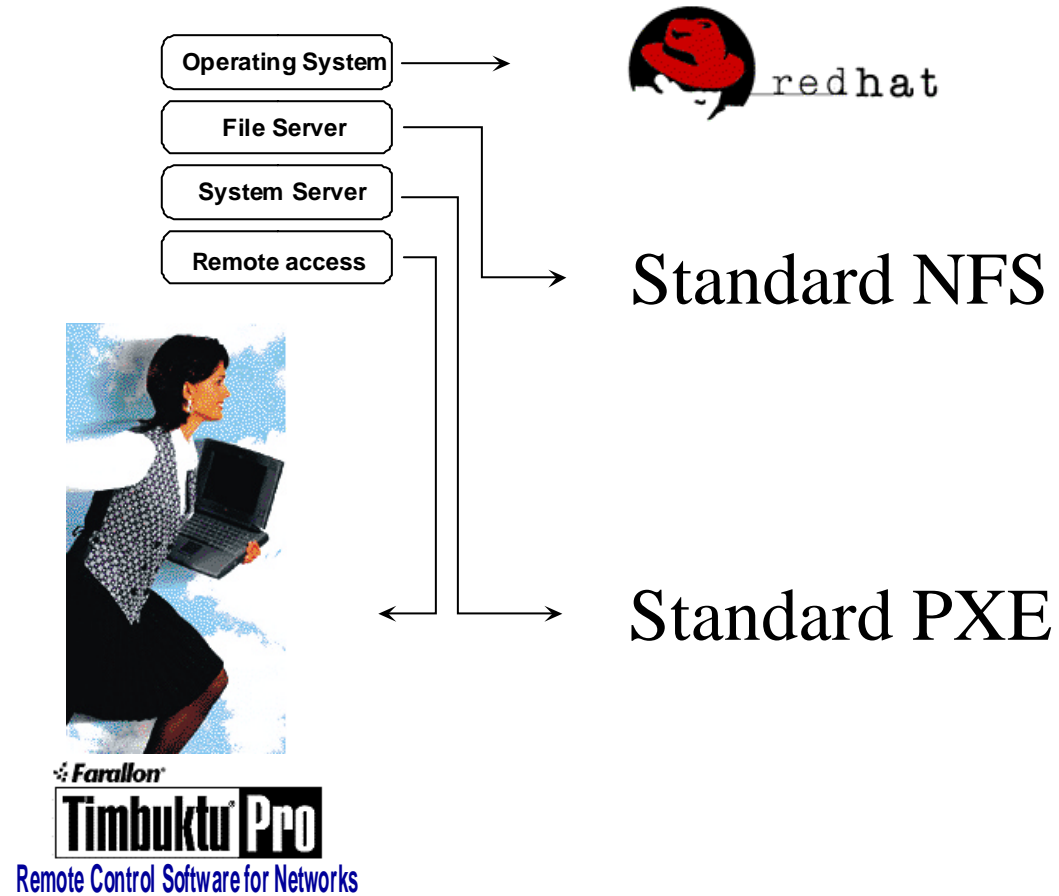 Operating System
redhat
File Server
System Server
Remote access
Standard NFS
Standard PXE
Farallon
Timbuktu Pro
Remote Control Software for Networks